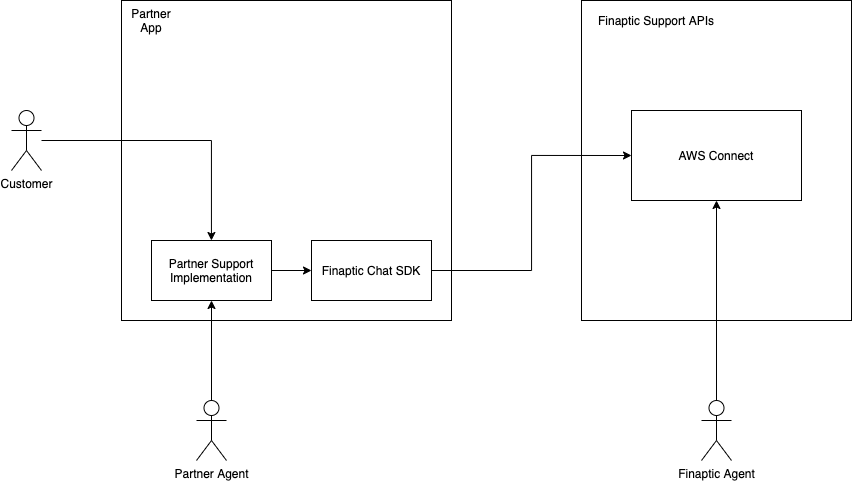 Partner
App
Finaptic Support APIs
AWS Connect
Customer
Partner Support
Implementation
Finaptic Chat SDK
Partner Agent
Finaptic Agent